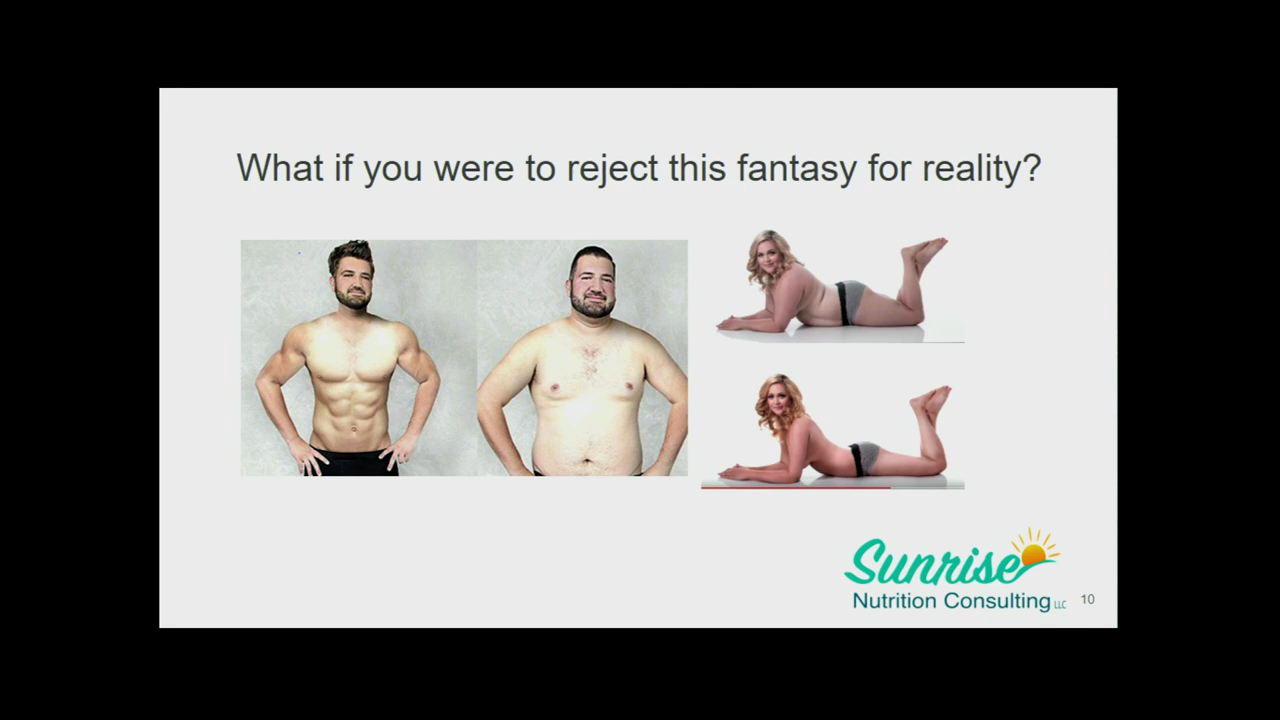 What if you were to reject this fantasy for reality?
Sunrise
Nutrition Consulting LLC
10